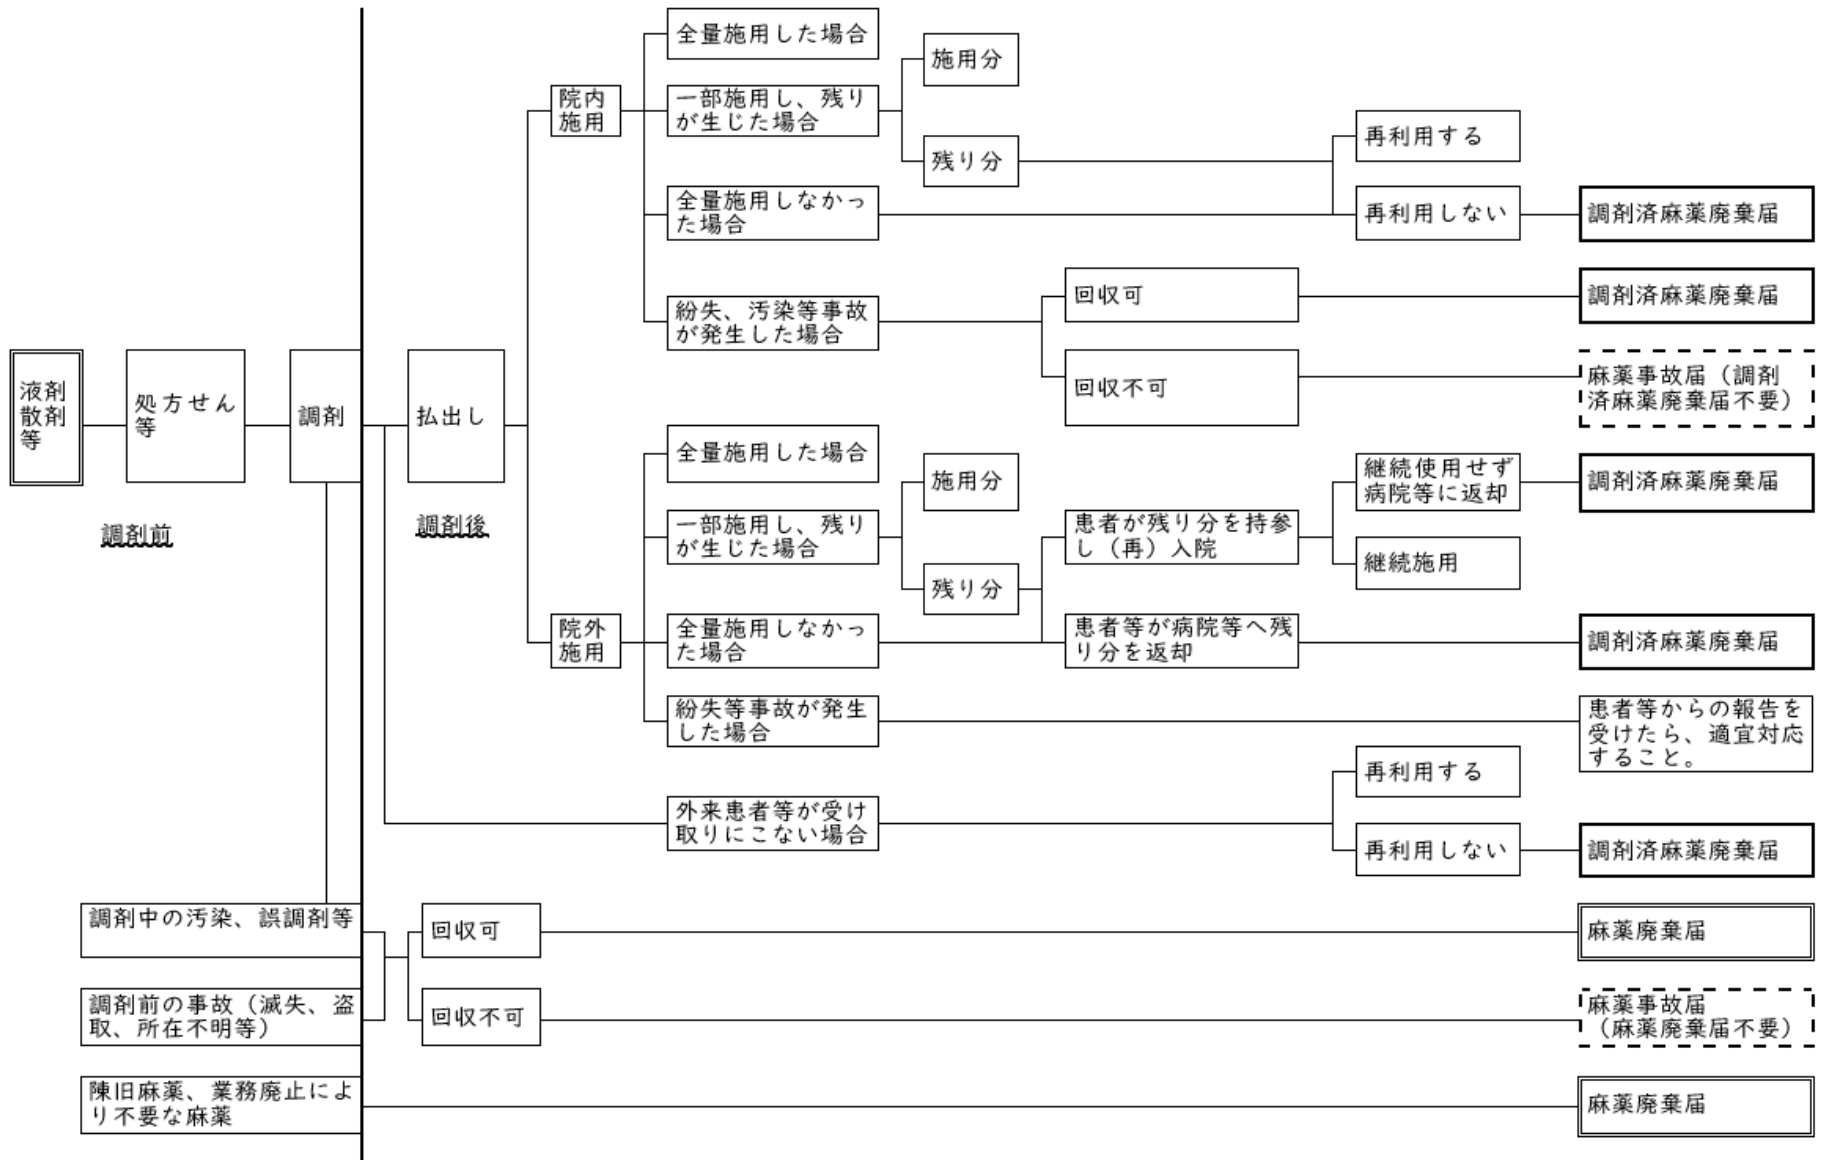 液剤
散剤
等
処方せん
等
調剤
調剤前
払出し
調剤後
院内
施用
全量施用した場合
一部施用し、残り
が生じた場合
施用分
残り分
全量施用しなかっ
た場合
再利用する
再利用しない
調剤済麻薬廃棄届
紛失、汚染等事故
が発生した場合
回収可
調剤済麻薬廃棄届
回収不可
麻薬事故届（調剤
済麻薬廃棄届不要）
院外
施用
全量施用した場合
一部施用し、残り
が生じた場合
施用分
残り分
患者が残り分を持参
し（再）入院
継続使用せず
病院等に返却
調剤済麻薬廃棄届
継続施用
全量施用しなかっ
た場合
患者等が病院等へ残
り分を返却
調剤済麻薬廃棄届
紛失等事故が発生
した場合
患者等からの報告を
受けたら、適宜対応
すること。
外来患者等が受け
取りにこない場合
再利用する
再利用しない
調剤済麻薬廃棄届
調剤中の汚染、誤調剤等
回収可
麻薬廃棄届
調剤前の事故（滅失、盗
取、所在不明等）
回収不可
麻薬事故届
（麻薬廃棄届不要）
陳旧麻薬、業務廃止によ
り不要な麻薬
麻薬廃棄届